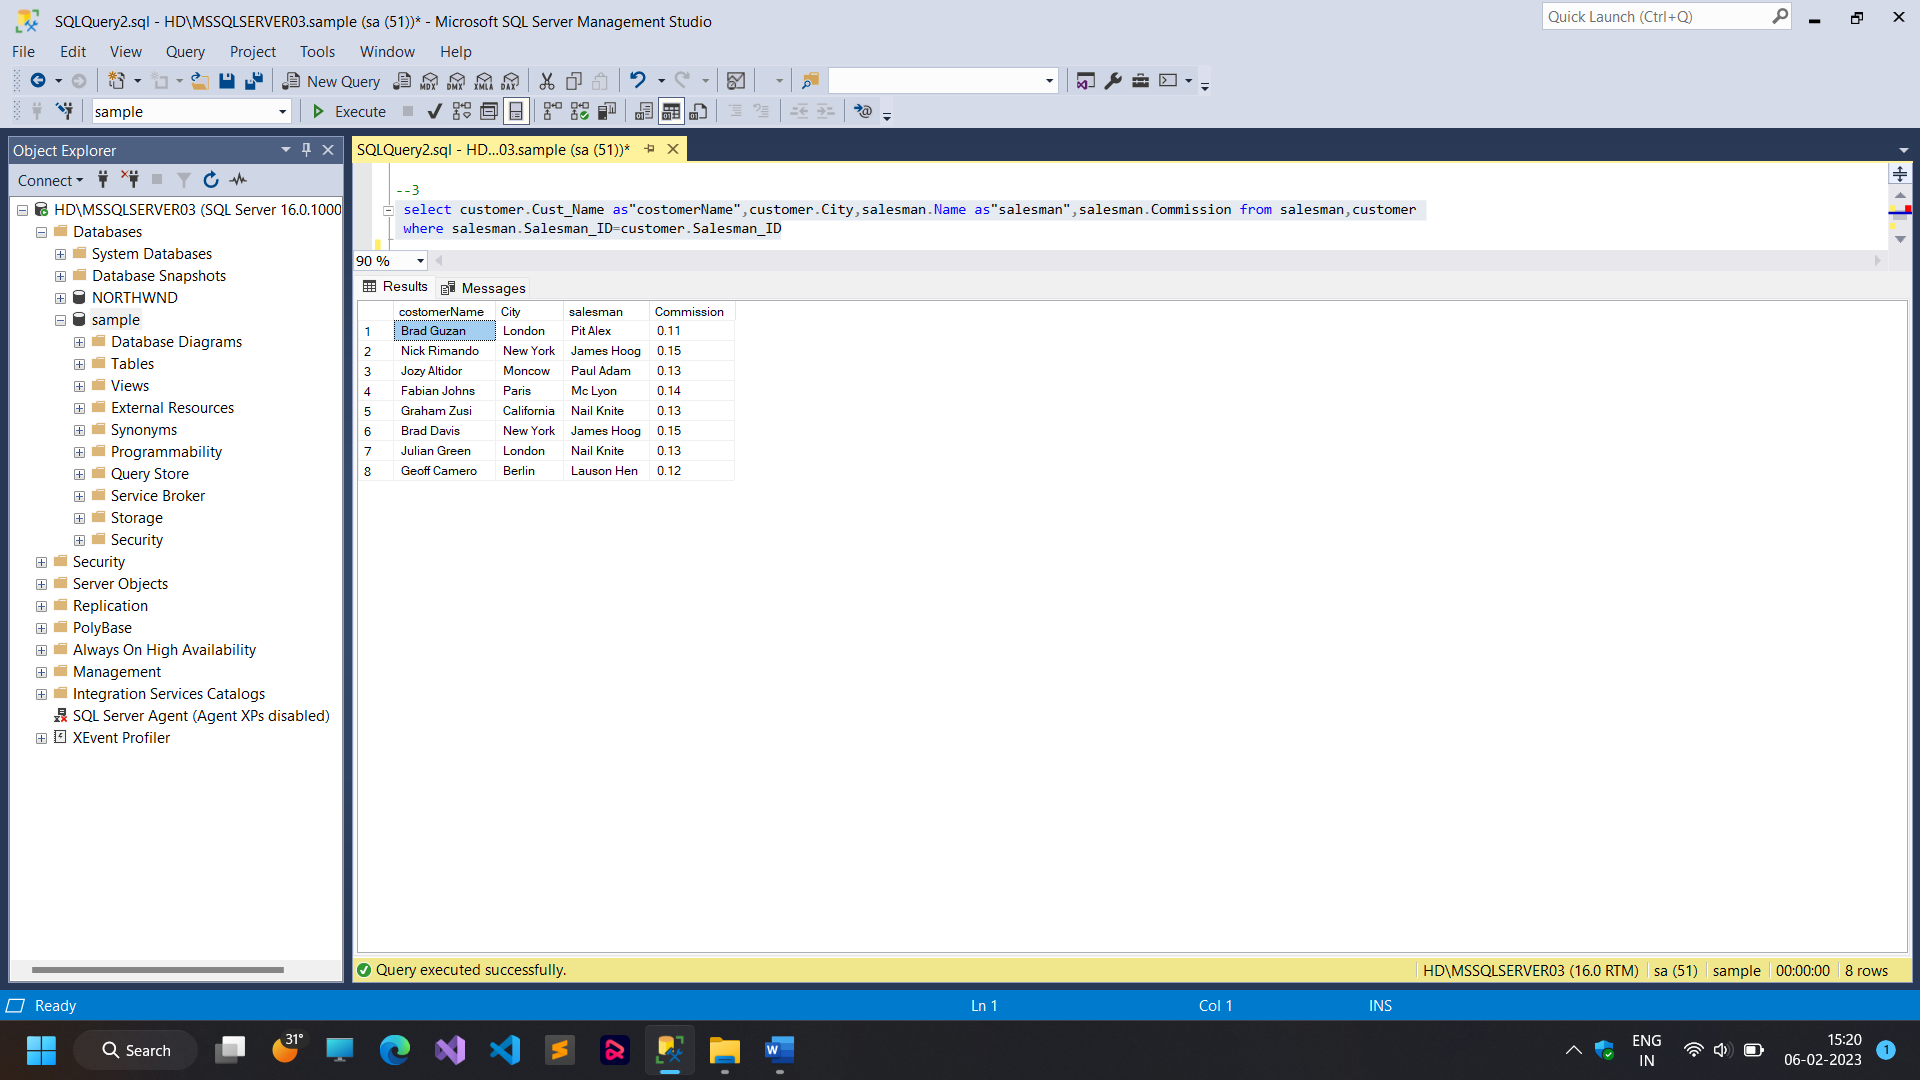 SQLQuery2.sql - HD\MSSQLSERVER03.sample (sa (51))* - Microsoft SQL Server Management Studio
Quick Launch (Ctrl+Q)
File Edit View Query Project Tools Window Help
New Query MDX DMX XMLA DAX
sample Execute
Object Explorer
Connect
HD\MSSQLSERVER03 (SQL Server 16.0.1000
Databases
System Databases
Database Snapshots
NORTHWND
sample
Database Diagrams
Tables
Views
External Resources
Synonyms
Programmability
Query Store
Service Broker
Storage
Security
Security
Server Objects
Replication
PolyBase
Always On High Availability
Management
Integration Services Catalogs
SQL Server Agent (Agent XPs disabled)
XEvent Profiler
SQLQuery2.sql - HD...03.sample (sa (51))*
--3
select customer.Cust_Name as"costomerName",customer.City,salesman.Name as"salesman",salesman.Commission from salesman,customer
where salesman.Salesman_ID=customer.Salesman_ID
90 %
Results Messages
costomerName City salesman Commission
1 Brad Guzan London Pit Alex 0.11
2 Nick Rimando New York James Hoog 0.15
3 Jozy Altidor Moncow Paul Adam 0.13
4 Fabian Johns Paris Mc Lyon 0.14
5 Graham Zusi California Nail Knite 0.13
6 Brad Davis New York James Hoog 0.15
7 Julian Green London Nail Knite 0.13
8 Geoff Camero Berlin Lauson Hen 0.12
Query executed successfully. HD\MSSQLSERVER03 (16.0 RTM) sa (51) sample 00:00:00 8 rows
Ready Ln 1 Col 1 INS
Search 31° ENG IN 15:20 06-02-2023 1